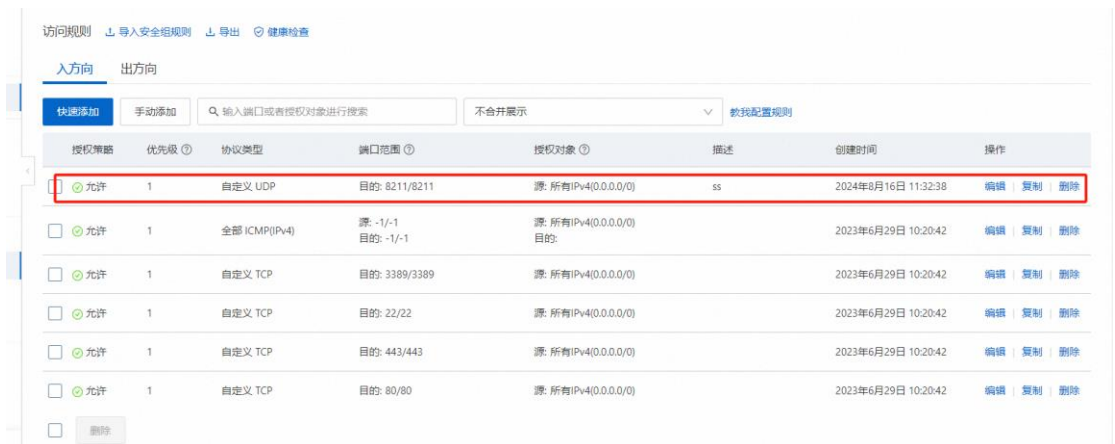 访问规则 导入安全组规则 导出 健康检查
入方向 出方向
快速添加 手动添加 输入端口或者授权对象进行搜索 不合并展示 教我配置规则
授权策略 优先级 协议类型 端口范围 授权对象 描述 创建时间 操作
允许 1 自定义 UDP 目的: 8211/8211 源: 所有IPv4(0.0.0.0/0) ss 2024年8月16日 11:32:38 编辑 | 复制 | 删除
允许 1 全部 ICMP(IPv4) 源: -1/-1 源: 所有IPv4(0.0.0.0/0) 2023年6月29日 10:20:42 编辑 | 复制 | 删除
目的: -1/-1 目的:
允许 1 自定义 TCP 目的: 3389/3389 源: 所有IPv4(0.0.0.0/0) 2023年6月29日 10:20:42 编辑 | 复制 | 删除
允许 1 自定义 TCP 目的: 22/22 源: 所有IPv4(0.0.0.0/0) 2023年6月29日 10:20:42 编辑 | 复制 | 删除
允许 1 自定义 TCP 目的: 443/443 源: 所有IPv4(0.0.0.0/0) 2023年6月29日 10:20:42 编辑 | 复制 | 删除
允许 1 自定义 TCP 目的: 80/80 源: 所有IPv4(0.0.0.0/0) 2023年6月29日 10:20:42 编辑 | 复制 | 删除
删除